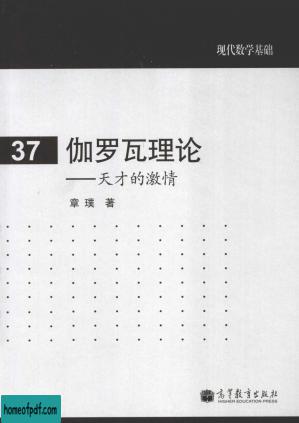 现代数学基础
37 伽罗瓦理论
——天才的激情
章璞 著
高等教育出版社
HIGHER EDUCATION PRESS
homeofpdf.com